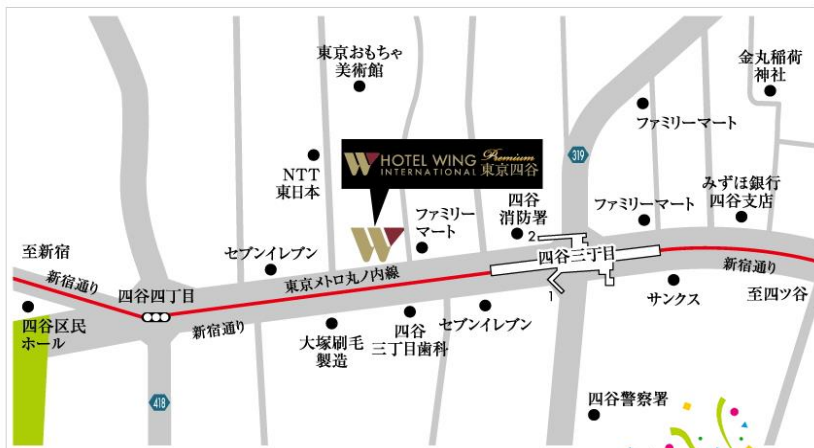 東京おもちゃ
美術館
金丸稲荷
神社
ファミリーマート
319
NTT
東日本
W HOTEL WING Premium
INTERNATIONAL 東京四谷
みずほ銀行
四谷支店
四谷
消防署
ファミリーマート
ファミリー
マート
W
2
セブンイレブン
四谷三丁目
至新宿
新宿通り
四谷四丁目
東京メトロ丸ノ内線
新宿通り
至四ツ谷
サンクス
1
四谷区民
ホール
新宿通り
大塚刷毛
製造
四谷
三丁目歯科
セブンイレブン
418
四谷警察署